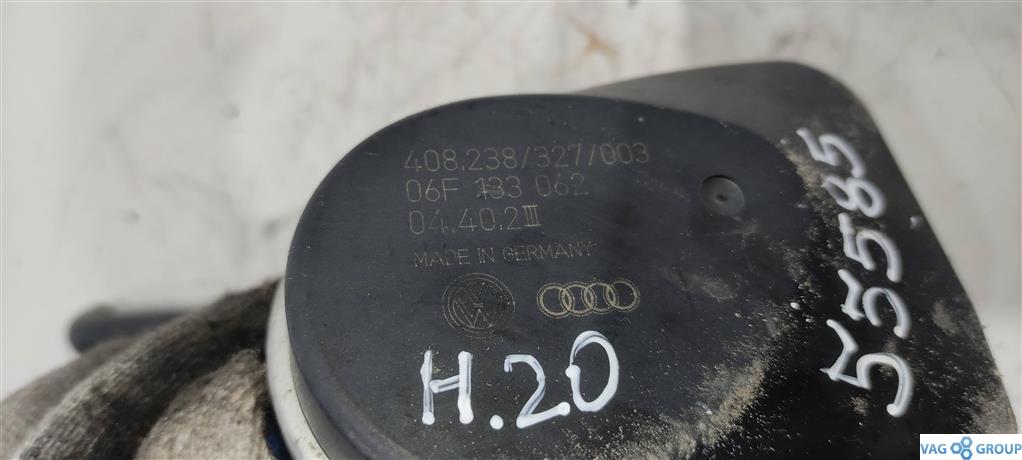 408.238/327/003
06F 133 062
04.40.2III
MADE IN GERMANY
H.20
55585
VAG GROUP